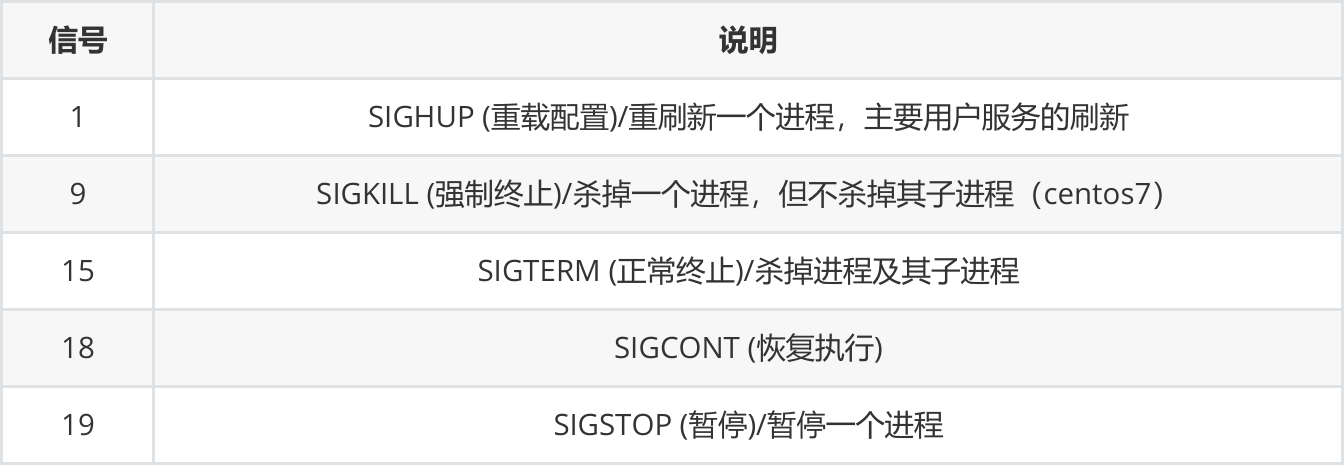 信号 说明
1 SIGHUP (重载配置)/重刷新一个进程，主要用户服务的刷新
9 SIGKILL (强制终止)/杀掉一个进程，但不杀掉其子进程（centos7）
15 SIGTERM (正常终止)/杀掉进程及其子进程
18 SIGCONT (恢复执行)
19 SIGSTOP (暂停)/暂停一个进程